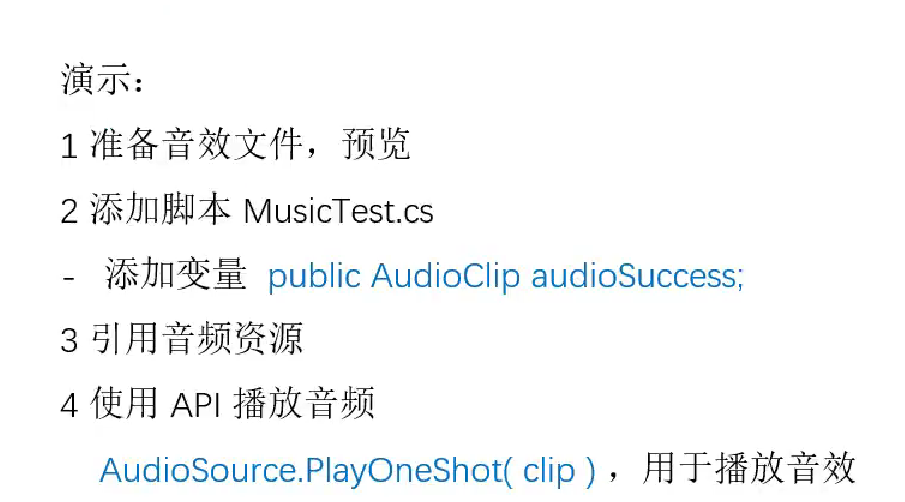 演示：
1 准备音效文件，预览
2 添加脚本 MusicTest.cs
- 添加变量 public AudioClip audioSuccess;
3 引用音频资源
4 使用 API 播放音频
AudioSource.PlayOneShot( clip ) ，用于播放音效